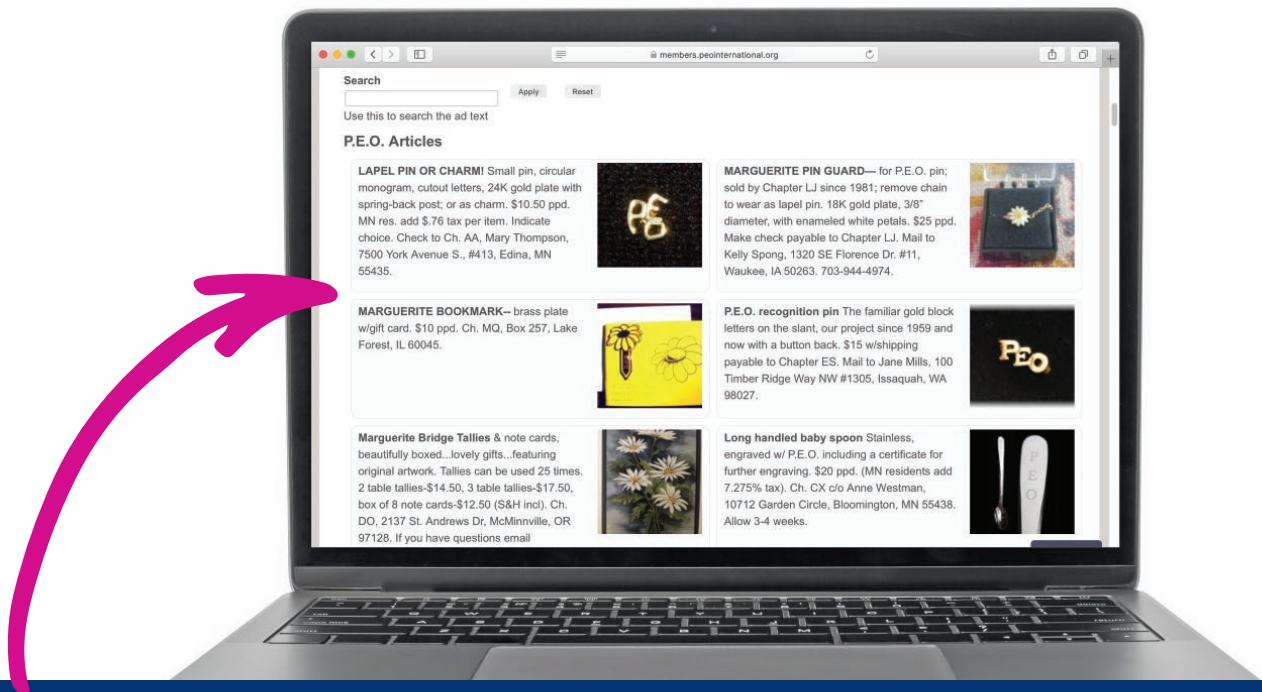 members.peointernational.org
Search
Apply
Reset
Use this to search the ad text
P.E.O. Articles
LAPEL PIN OR CHARM! Small pin, circular
monogram, cutout letters, 24K gold plate with
spring-back post; or as charm. $10.50 ppd.
MN res. add $.76 tax per item. Indicate
choice. Check to Ch. AA, Mary Thompson,
7500 York Avenue S., #413, Edina, MN
55435.
PEO
MARGUERITE PIN GUARD— for P.E.O. pin;
sold by Chapter LJ since 1981; remove chain
to wear as lapel pin. 18K gold plate, 3/8"
diameter, with enameled white petals. $25 ppd.
Make check payable to Chapter LJ. Mail to
Kelly Spong, 1320 SE Florence Dr. #11,
Waukee, IA 50263. 703-944-4974.
MARGUERITE BOOKMARK-- brass plate
w/gift card. $10 ppd. Ch. MQ, Box 257, Lake
Forest, IL 60045.
P.E.O. recognition pin The familiar gold block
letters on the slant, our project since 1959 and
now with a button back. $15 w/shipping
payable to Chapter ES. Mail to Jane Mills, 100
Timber Ridge Way NW #1305, Issaquah, WA
98027.
PEO
Marguerite Bridge Tallies & note cards,
beautifully boxed...lovely gifts...featuring
original artwork. Tallies can be used 25 times.
2 table tallies-$14.50, 3 table tallies-$17.50,
box of 8 note cards-$12.50 (S&H incl). Ch.
DO, 2137 St. Andrews Dr, McMinnville, OR
97128. If you have questions email
Long handled baby spoon Stainless,
engraved w/ P.E.O. including a certificate for
further engraving. $20 ppd. (MN residents add
7.275% tax). Ch. CX c/o Anne Westman,
10712 Garden Circle, Bloomington, MN 55438.
Allow 3-4 weeks.
P
E
O